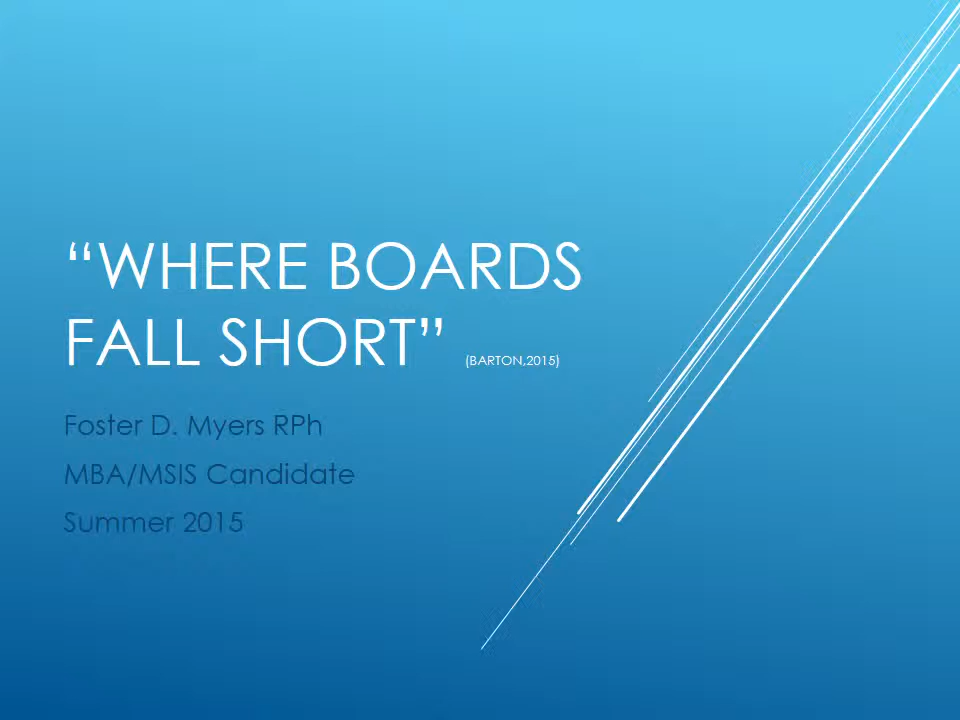 “WHERE BOARDS
FALL SHORT” (BARTON,2015)
Foster D. Myers RPh
MBA/MSIS Candidate
Summer 2015